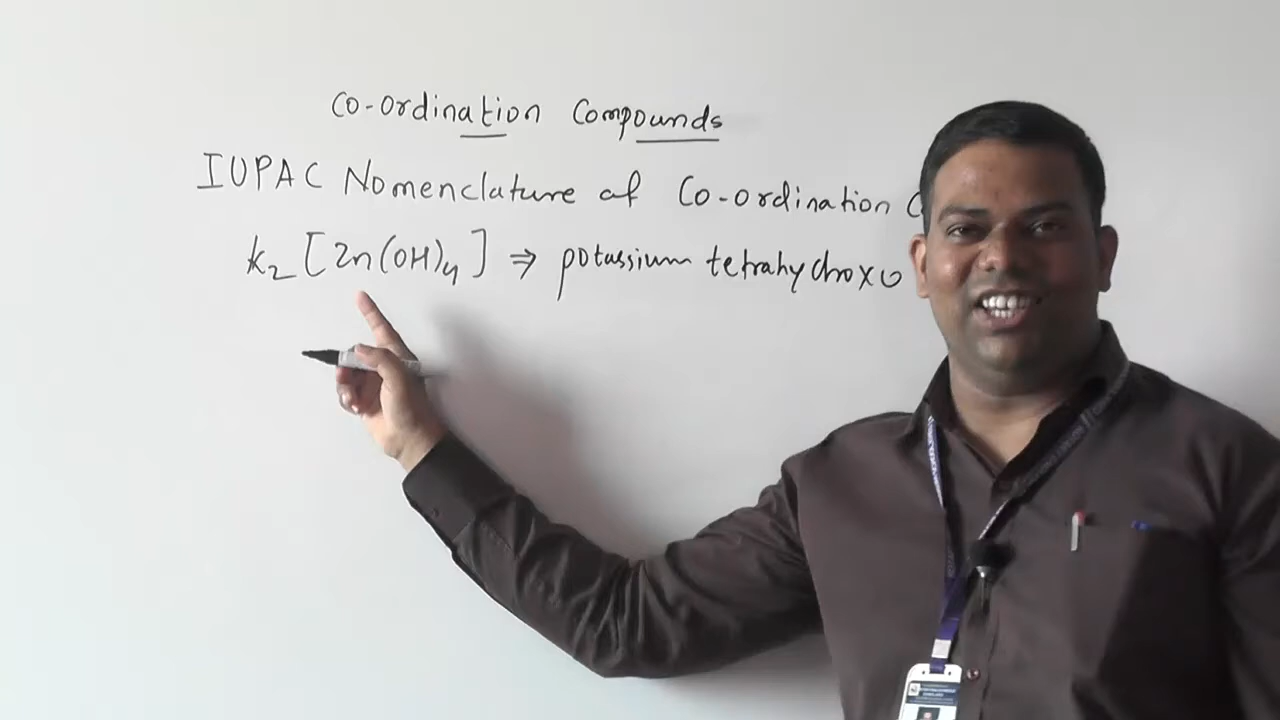 Co-ordination Compounds
IUPAC Nomenclature of Co-ordination C
K2 [Zn(OH)4] ⇒ potassium tetrahydroxo